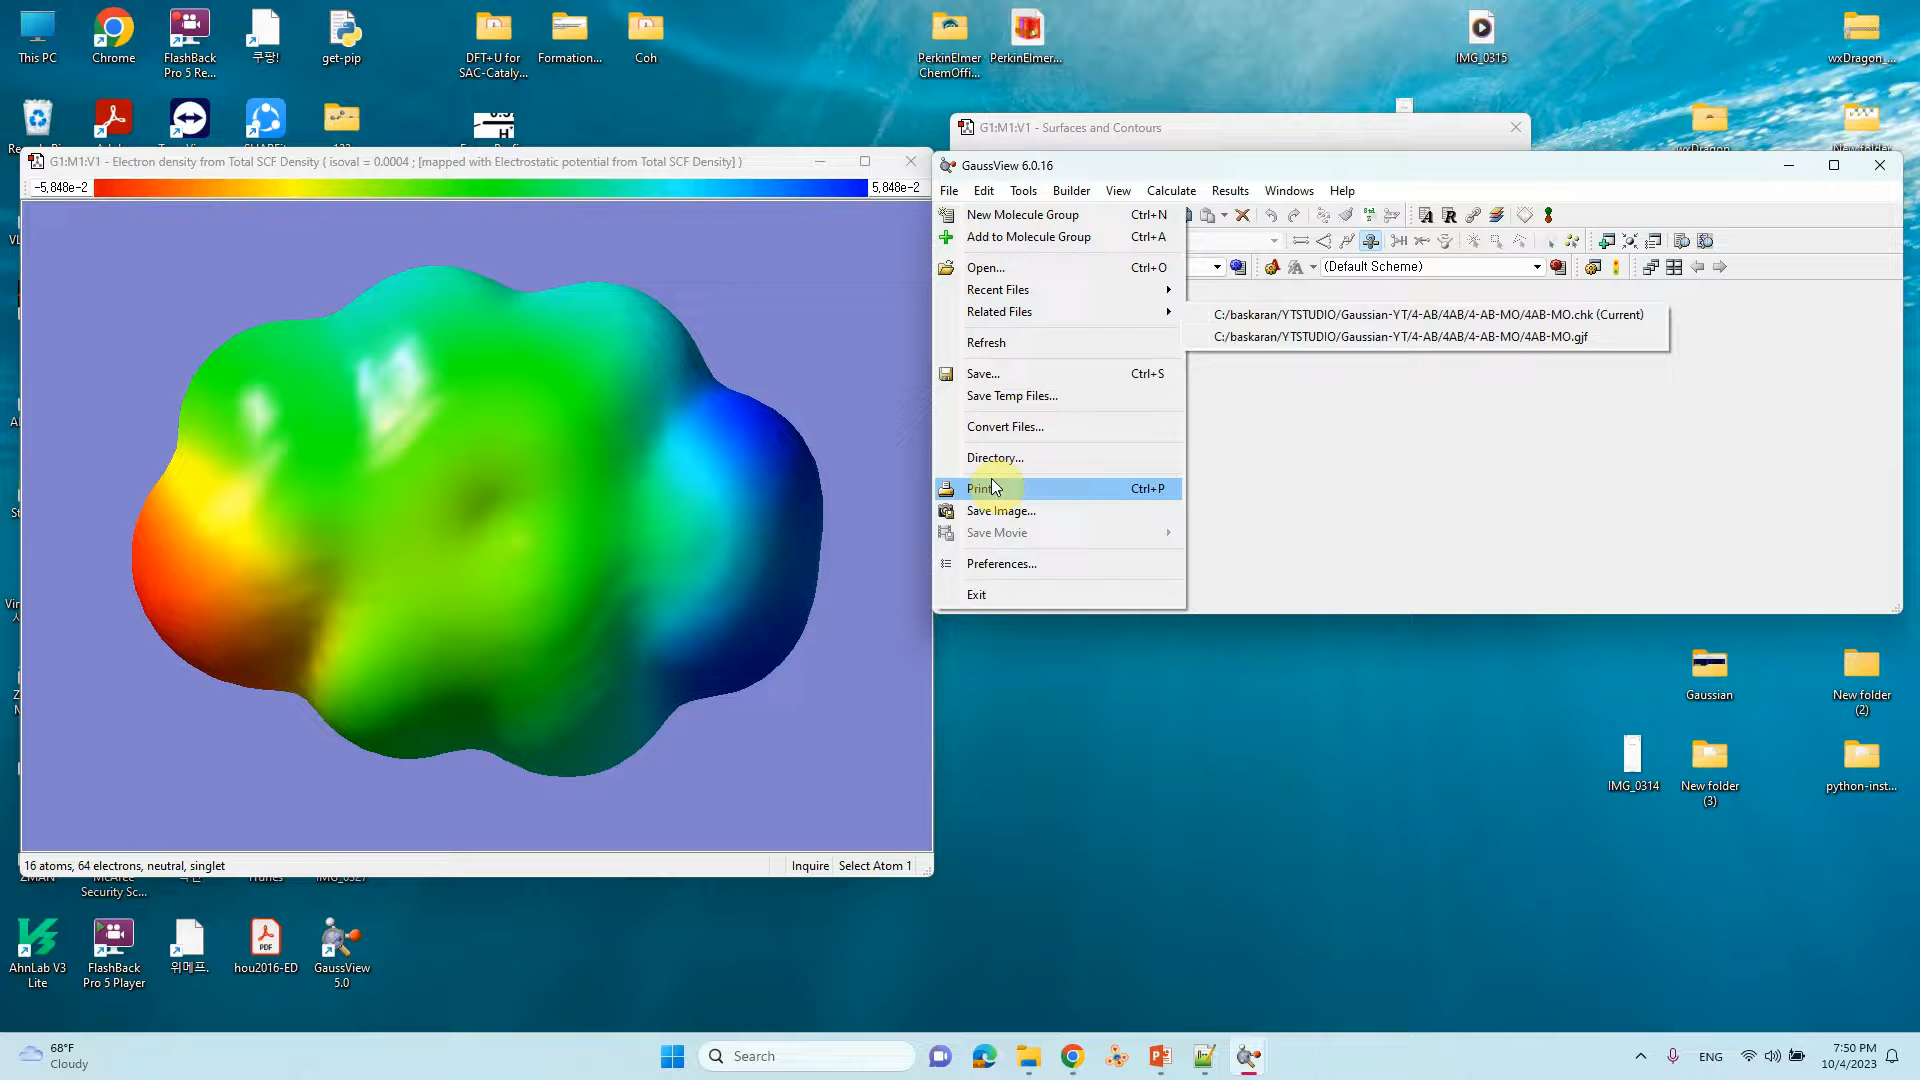 This PC
Chrome
FlashBack
Pro 5 Re...
쿠팡!
get-pip
DFT+U for
SAC-Cataly...
Formation...
Coh
PerkinElmer
ChemOffi...
PerkinElmer...
IMG_0315
wxDragon_...
G1:M1:V1 - Surfaces and Contours
G1:M1:V1 - Electron density from Total SCF Density ( isoval = 0.0004 ; [mapped with Electrostatic potential from Total SCF Density] )
-5,848e-2
5,848e-2
GaussView 6.0.16
File Edit Tools Builder View Calculate Results Windows Help
New Molecule Group Ctrl+N
Add to Molecule Group Ctrl+A
Open... Ctrl+O
Recent Files
Related Files
Refresh
Save... Ctrl+S
Save Temp Files...
Convert Files...
Directory...
Print Ctrl+P
Save Image...
Save Movie
Preferences...
Exit
(Default Scheme)
C:/baskaran/YTSTUDIO/Gaussian-YT/4-AB/4AB/4-AB-MO/4AB-MO.chk (Current)
C:/baskaran/YTSTUDIO/Gaussian-YT/4-AB/4AB/4-AB-MO/4AB-MO.gjf
16 atoms, 64 electrons, neutral, singlet
Inquire
Select Atom 1
Gaussian
New folder
(2)
IMG_0314
New folder
(3)
python-inst...
Security Sc...
AhnLab V3
Lite
FlashBack
Pro 5 Player
위메프.
PDF
hou2016-ED
GaussView
5.0
68°F
Cloudy
Search
ENG
7:50 PM
10/4/2023